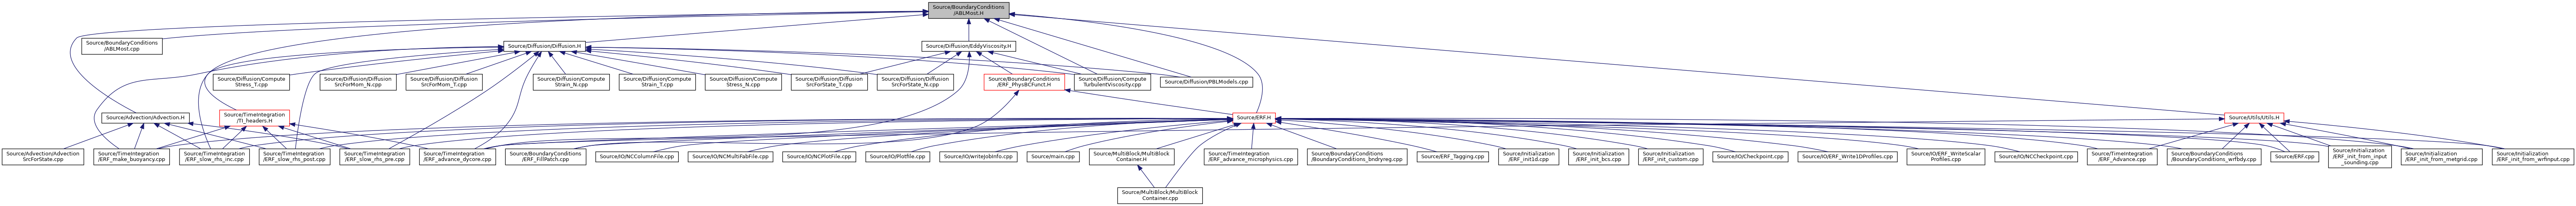 Source/BoundaryConditions
/ABLMost.H
Source/BoundaryConditions
/ABLMost.cpp
Source/Diffusion/Diffusion.H
Source/Diffusion/EddyViscosity.H
Source/Diffusion/Compute
Stress_T.cpp
Source/Diffusion/Diffusion
SrcForMom_N.cpp
Source/Diffusion/Diffusion
SrcForMom_T.cpp
Source/Diffusion/Compute
Strain_N.cpp
Source/Diffusion/Compute
Strain_T.cpp
Source/Diffusion/Compute
Stress_N.cpp
Source/Diffusion/Diffusion
SrcForState_T.cpp
Source/Diffusion/Diffusion
SrcForState_N.cpp
Source/BoundaryConditions
/ERF_PhysBCFunct.H
Source/Diffusion/Compute
TurbulentViscosity.cpp
Source/Diffusion/PBLModels.cpp
Source/Advection/Advection.H
Source/TimeIntegration
/TI_headers.H
Source/ERF.H
Source/Utils/Utils.H
Source/Advection/Advection
SrcForState.cpp
Source/TimeIntegration
/ERF_make_buoyancy.cpp
Source/TimeIntegration
/ERF_slow_rhs_inc.cpp
Source/TimeIntegration
/ERF_slow_rhs_post.cpp
Source/TimeIntegration
/ERF_slow_rhs_pre.cpp
Source/TimeIntegration
/ERF_advance_dycore.cpp
Source/BoundaryConditions
/ERF_FillPatch.cpp
Source/IO/NCColumnFile.cpp
Source/IO/NCMultiFabFile.cpp
Source/IO/NCPlotFile.cpp
Source/IO/Plotfile.cpp
Source/IO/writeJobInfo.cpp
Source/main.cpp
Source/MultiBlock/MultiBlock
Container.H
Source/TimeIntegration
/ERF_advance_microphysics.cpp
Source/BoundaryConditions
/BoundaryConditions_bndryreg.cpp
Source/ERF_Tagging.cpp
Source/Initialization
/ERF_init1d.cpp
Source/Initialization
/ERF_init_bcs.cpp
Source/Initialization
/ERF_init_custom.cpp
Source/IO/Checkpoint.cpp
Source/IO/ERF_Write1DProfiles.cpp
Source/IO/ERF_WriteScalar
Profiles.cpp
Source/IO/NCCheckpoint.cpp
Source/TimeIntegration
/ERF_Advance.cpp
Source/BoundaryConditions
/BoundaryConditions_wrfbdy.cpp
Source/ERF.cpp
Source/Initialization
/ERF_init_from_input
_sounding.cpp
Source/Initialization
/ERF_init_from_metgrid.cpp
Source/Initialization
/ERF_init_from_wrfinput.cpp
Source/MultiBlock/MultiBlock
Container.cpp